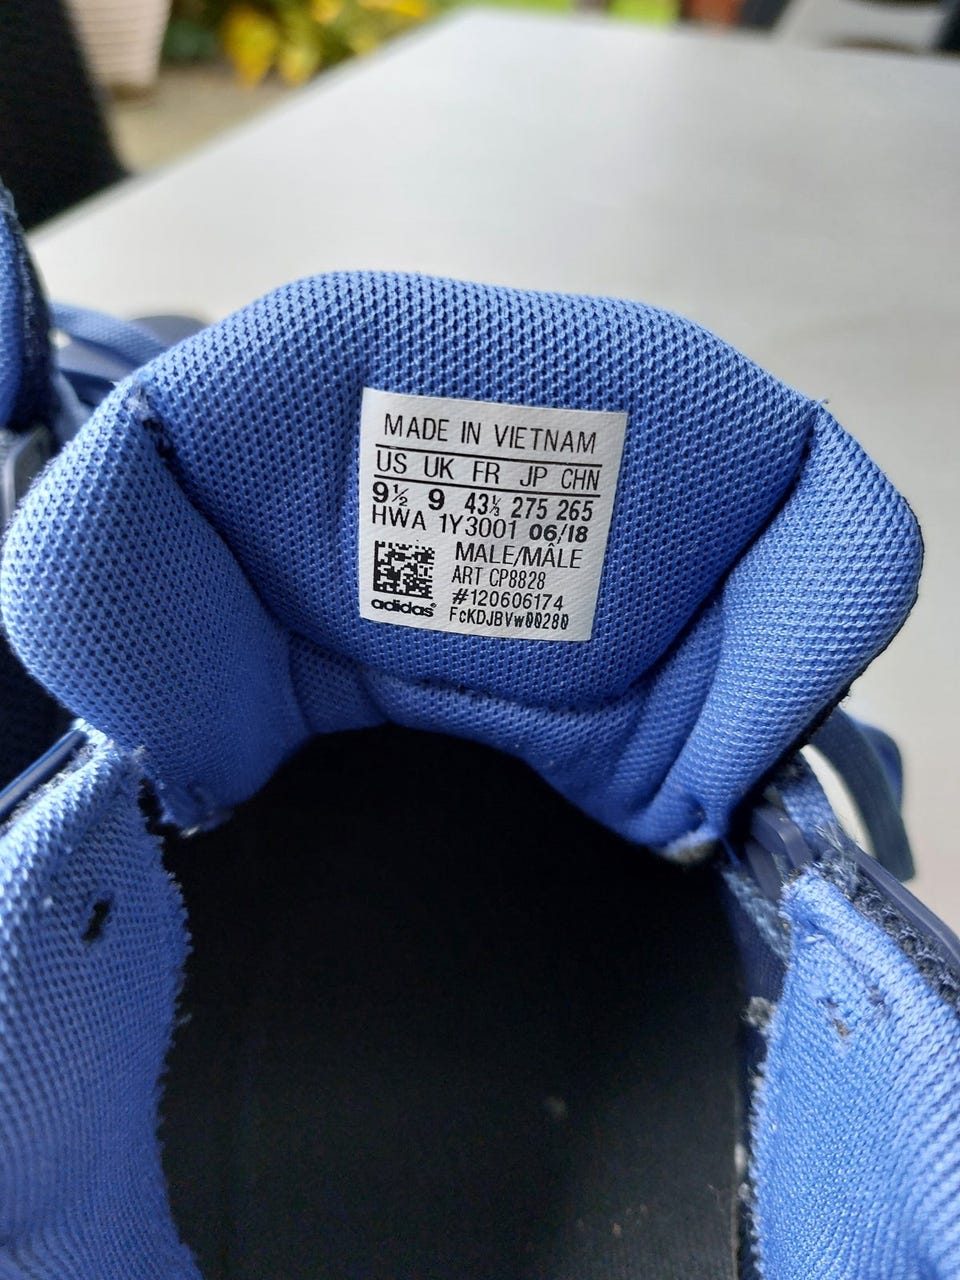 MADE IN VIETNAM
US UK FR JP CHN
9½ 9 43⅓ 275 265
HWA 1Y3001 06/18
MALE/MÂLE
ART CP8828
#120606174
adidas® FcKDJBVw00280